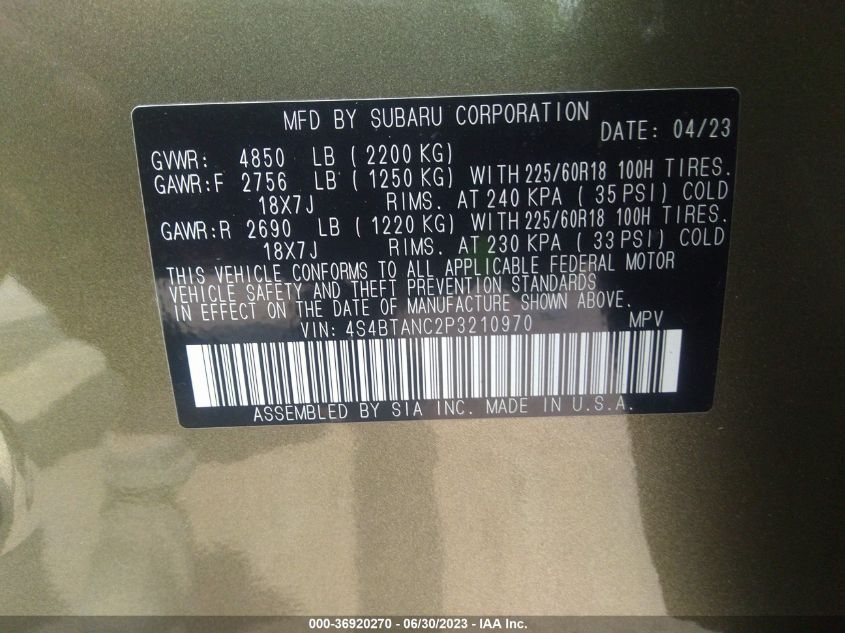 MFD BY SUBARU CORPORATION
DATE: 04/23
GVWR: 4850 LB ( 2200 KG)
GAWR:F 2756 LB ( 1250 KG) WITH 225/60R18 100H TIRES.
18X7J RIMS. AT 240 KPA ( 35 PSI) COLD
GAWR:R 2690 LB ( 1220 KG) WITH 225/60R18 100H TIRES.
18X7J RIMS. AT 230 KPA ( 33 PSI) COLD
THIS VEHICLE CONFORMS TO ALL APPLICABLE FEDERAL MOTOR
VEHICLE SAFETY AND THEFT PREVENTION STANDARDS
IN EFFECT ON THE DATE OF MANUFACTURE SHOWN ABOVE.
VIN: 4S4BTANC2P3210970 MPV
ASSEMBLED BY SIA INC. MADE IN U.S.A.
000-36920270 - 06/30/2023 - IAA Inc.